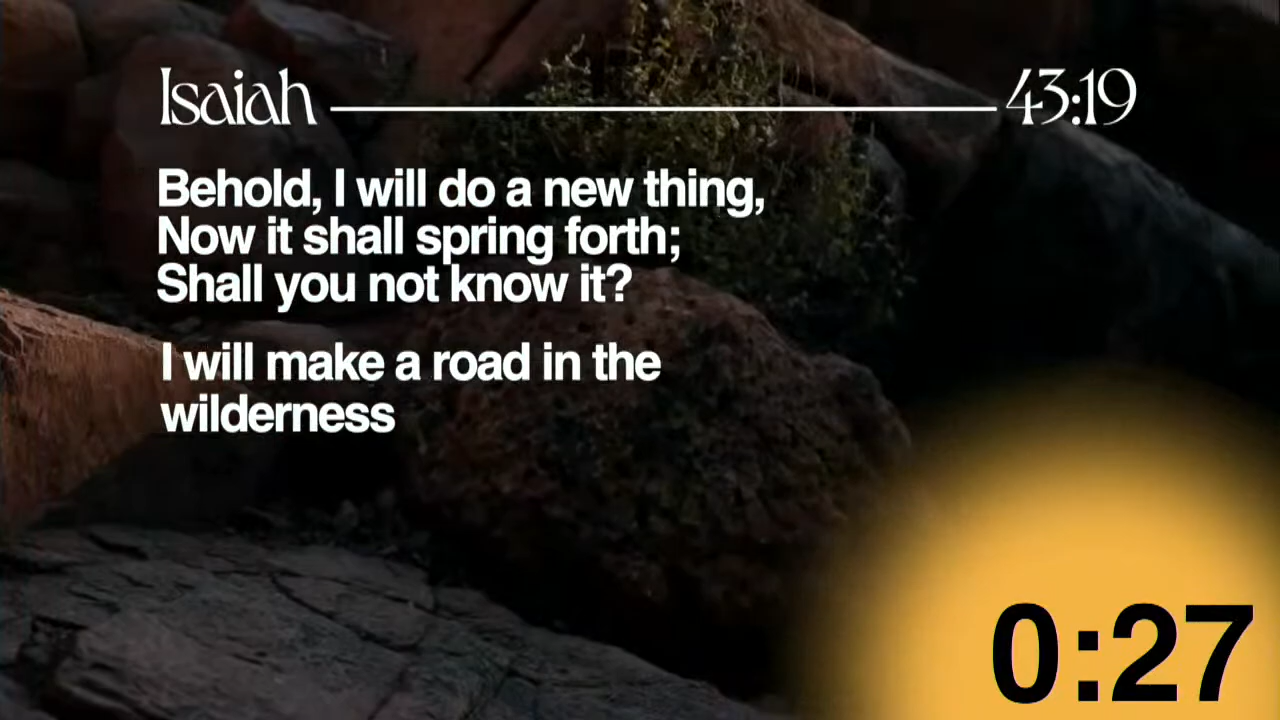 Isaiah 43:19
Behold, I will do a new thing,
Now it shall spring forth;
Shall you not know it?
I will make a road in the
wilderness
0:27